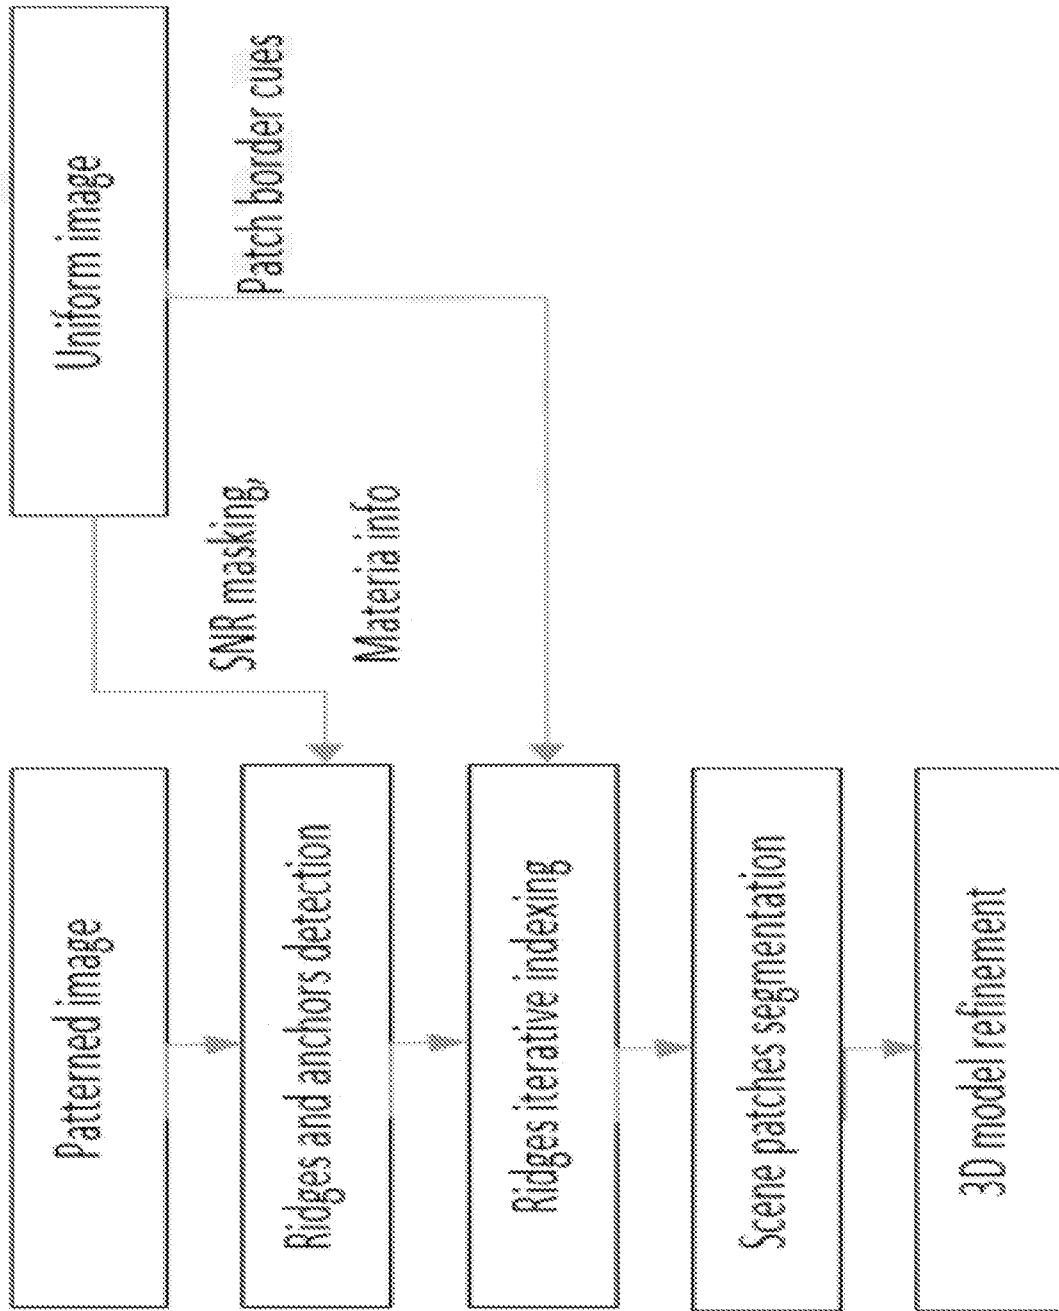 Patterned image
Uniform image
SNR masking,
Materia info
Patch border cues
Ridges and anchors detection
Ridges iterative indexing
Scene patches segmentation
3D model refinement